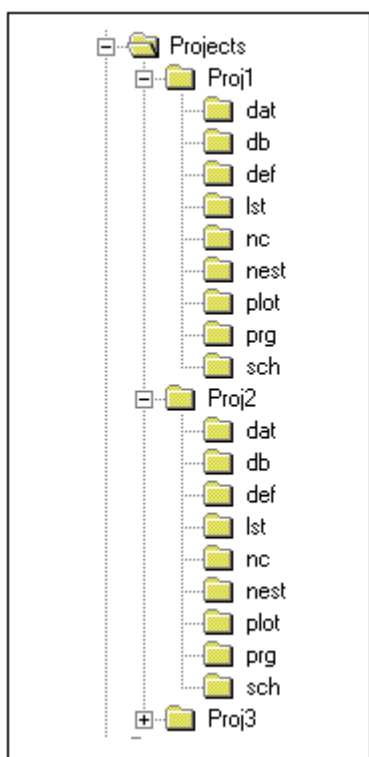 Projects
Proj1
dat
db
def
lst
nc
nest
plot
prg
sch
Proj2
dat
db
def
lst
nc
nest
plot
prg
sch
Proj3